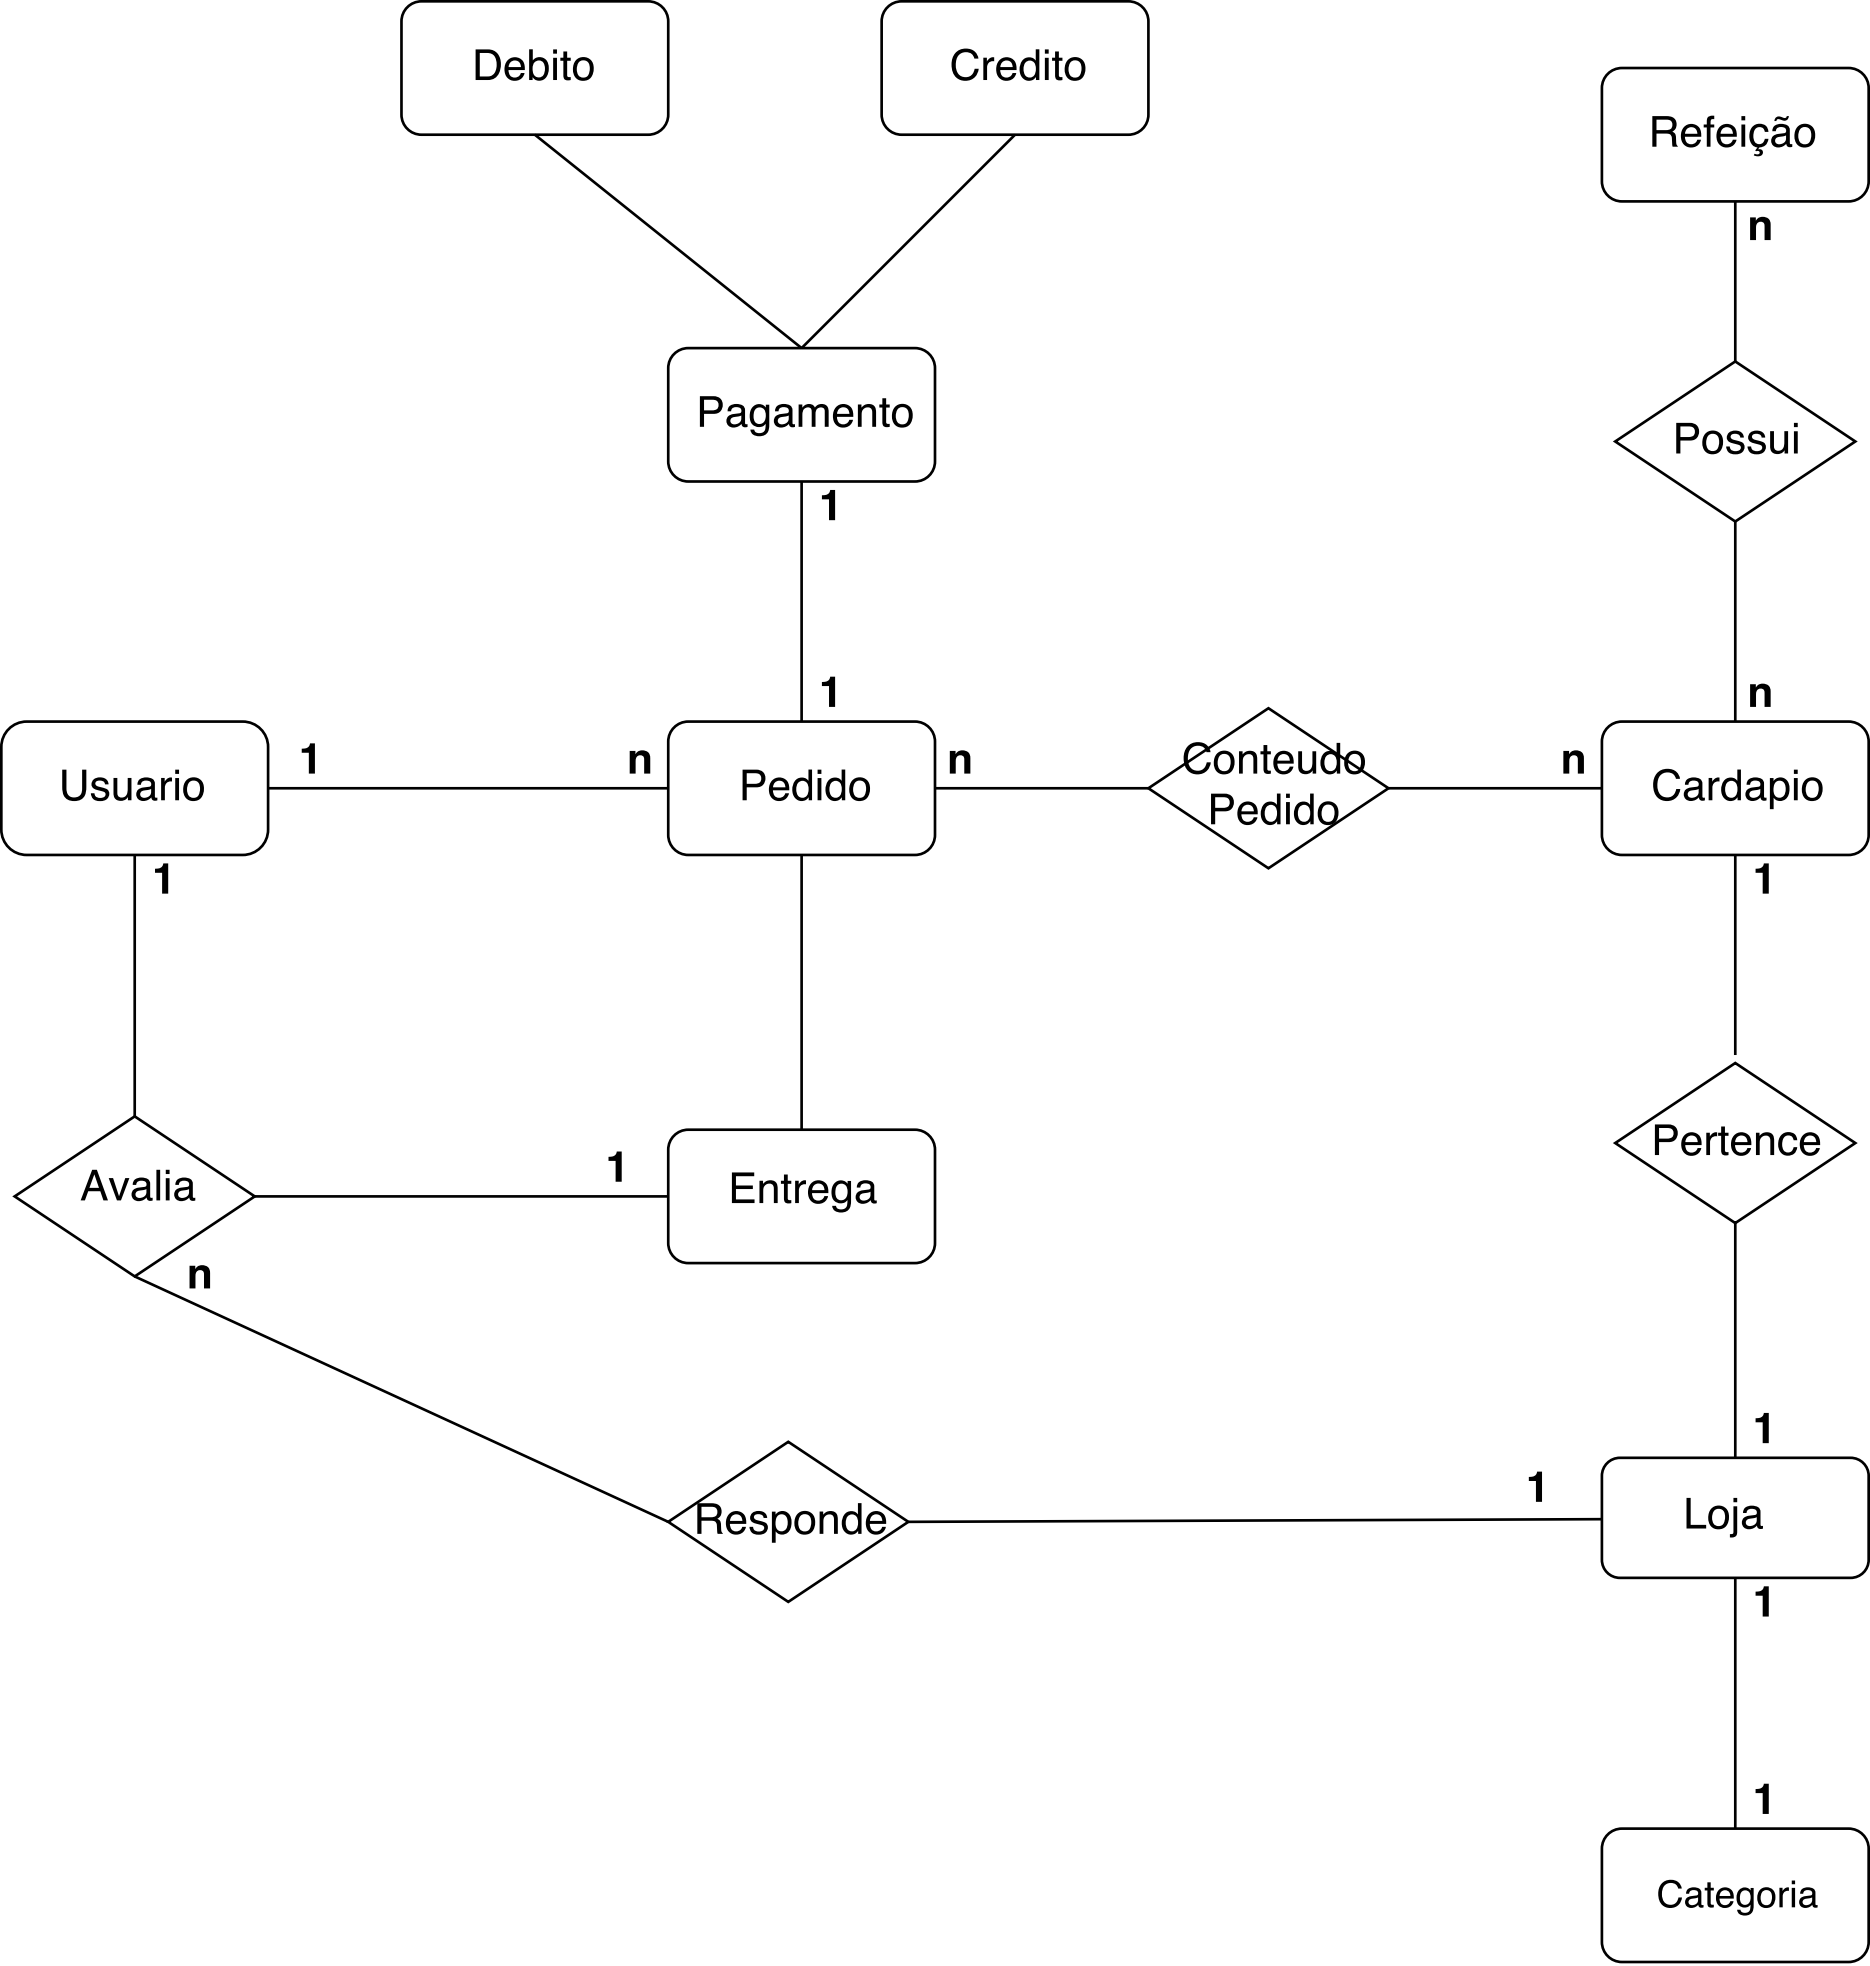 Debito
Credito
Refeição
n
Possui
Pagamento
1
1
n
Usuario
1
n
Pedido
n
Conteudo
Pedido
n
Cardapio
1
1
Pertence
Avalia
1
Entrega
n
1
1
Responde
Loja
1
1
Categoria